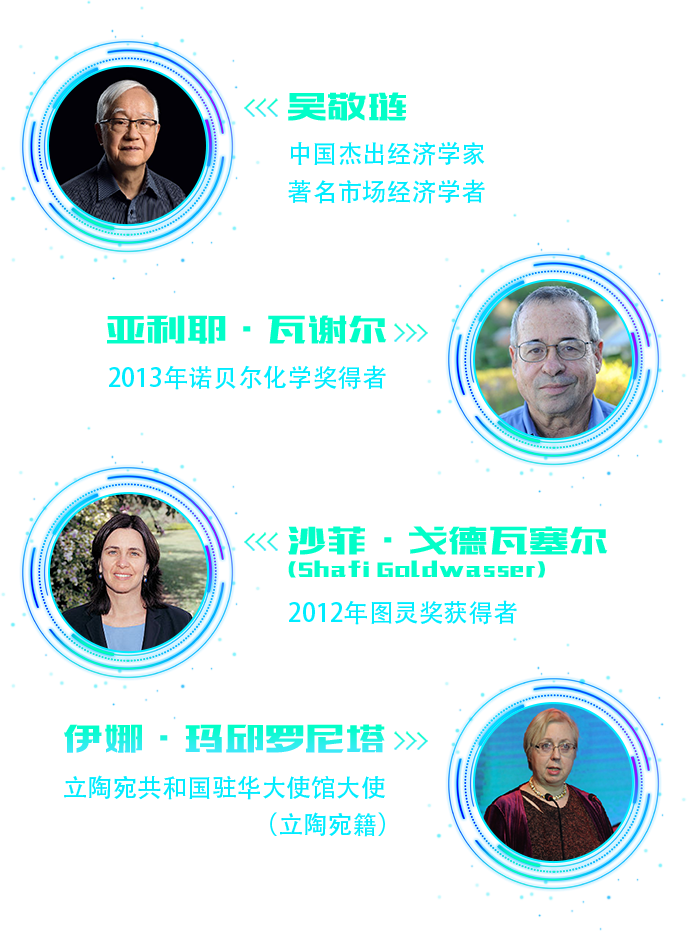 吴敬琏
中国杰出经济学家
著名市场经济学者
亚利耶·瓦谢尔
2013年诺贝尔化学奖得者
沙菲·戈德瓦塞尔
(Shafi Goldwasser)
2012年图灵奖获得者
伊娜·玛邱罗尼塔
立陶宛共和国驻华大使馆大使
（立陶宛籍）